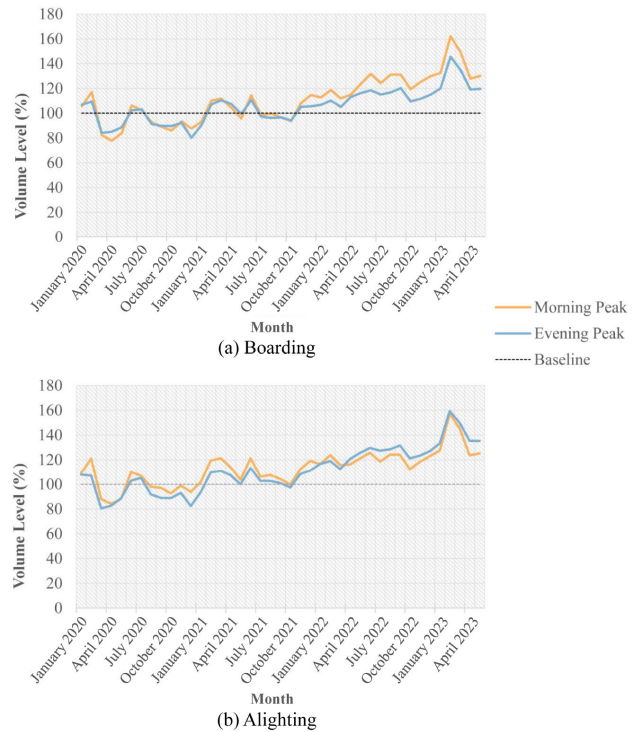 180
160
140
120
100
80
60
40
20
0
Volume Level (%)
January 2020
April 2020
July 2020
October 2020
January 2021
April 2021
July 2021
October 2021
January 2022
April 2022
July 2022
October 2022
January 2023
April 2023
Month
(a) Boarding
Morning Peak
Evening Peak
Baseline
180
160
140
120
100
80
60
40
20
0
Volume Level (%)
January 2020
April 2020
July 2020
October 2020
January 2021
April 2021
July 2021
October 2021
January 2022
April 2022
July 2022
October 2022
January 2023
April 2023
Month
(b) Alighting